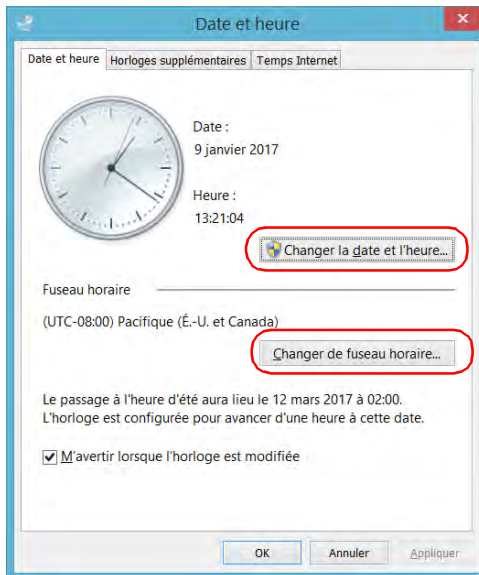 Date et heure
Date et heure Horloges supplémentaires Temps Internet
Date :
9 janvier 2017
Heure :
13:21:04
Changer la date et l'heure...
Fuseau horaire
(UTC-08:00) Pacifique (É.-U. et Canada)
Changer de fuseau horaire...
Le passage à l'heure d'été aura lieu le 12 mars 2017 à 02:00.
L'horloge est configurée pour avancer d'une heure à cette date.
M'avertir lorsque l'horloge est modifiée
OK Annuler Appliquer